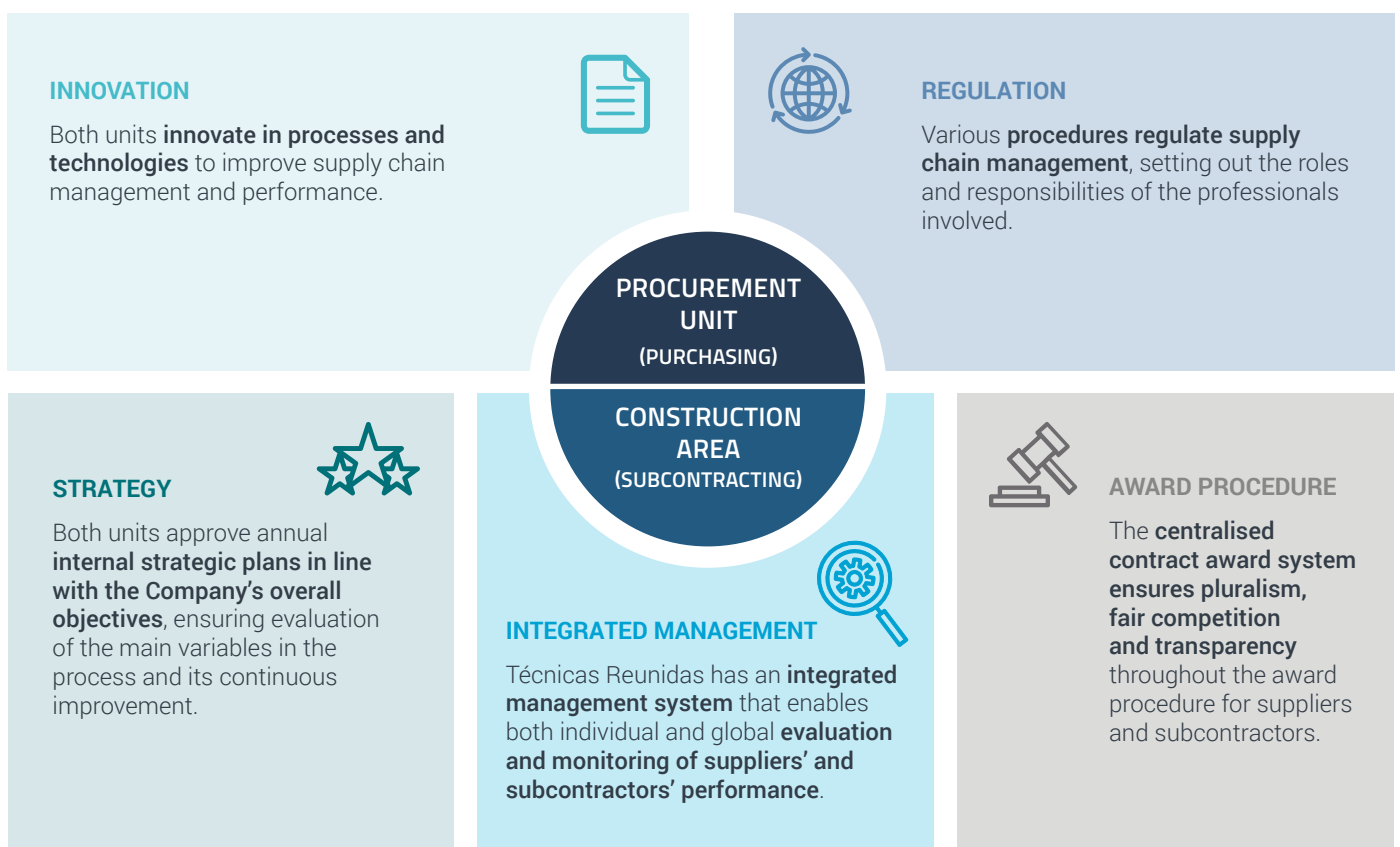 INNOVATION
Both units innovate in processes and
technologies to improve supply chain
management and performance.
REGULATION
Various procedures regulate supply
chain management, setting out the roles
and responsibilities of the professionals
involved.
PROCUREMENT
UNIT
(PURCHASING)
CONSTRUCTION
AREA
(SUBCONTRACTING)
STRATEGY
Both units approve annual
internal strategic plans in line
with the Company’s overall
objectives, ensuring evaluation
of the main variables in the
process and its continuous
improvement.
INTEGRATED MANAGEMENT
Técnicas Reunidas has an integrated
management system that enables
both individual and global evaluation
and monitoring of suppliers’ and
subcontractors’ performance.
AWARD PROCEDURE
The centralised
contract award system
ensures pluralism,
fair competition
and transparency
throughout the award
procedure for suppliers
and subcontractors.